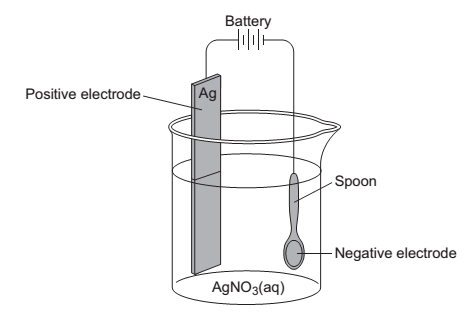 Battery
Positive electrode
Ag
Spoon
Negative electrode
AgNO₃(aq)